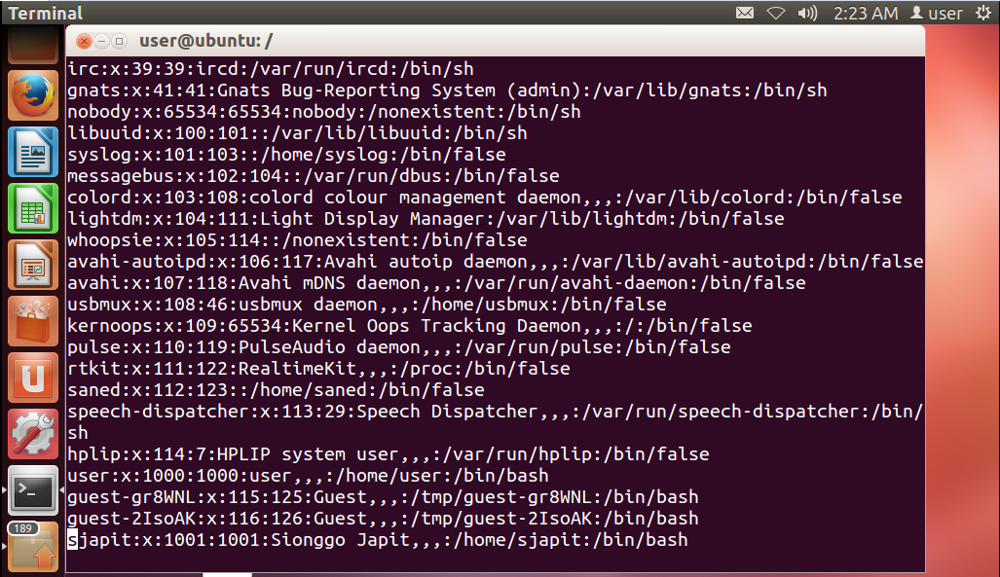 Terminal
2:23 AM
user
user@ubuntu: /
irc:x:39:39:ircd:/var/run/ircd:/bin/sh
gnats:x:41:41:Gnats Bug-Reporting System (admin):/var/lib/gnats:/bin/sh
nobody:x:65534:65534:nobody:/nonexistent:/bin/sh
libuuid:x:100:101::/var/lib/libuuid:/bin/sh
syslog:x:101:103::/home/syslog:/bin/false
messagebus:x:102:104::/var/run/dbus:/bin/false
colord:x:103:108:colord colour management daemon,,,:/var/lib/colord:/bin/false
lightdm:x:104:111:Light Display Manager:/var/lib/lightdm:/bin/false
whoopsie:x:105:114::/nonexistent:/bin/false
avahi-autoipd:x:106:117:Avahi autoip daemon,,,:/var/lib/avahi-autoipd:/bin/false
avahi:x:107:118:Avahi mDNS daemon,,,:/var/run/avahi-daemon:/bin/false
usbmux:x:108:46:usbmux daemon,,,:/home/usbmux:/bin/false
kernoops:x:109:65534:Kernel Oops Tracking Daemon,,,:/:/bin/false
pulse:x:110:119:PulseAudio daemon,,,:/var/run/pulse:/bin/false
rtkit:x:111:122:RealtimeKit,,,:/proc:/bin/false
saned:x:112:123::/home/saned:/bin/false
speech-dispatcher:x:113:29:Speech Dispatcher,,,:/var/run/speech-dispatcher:/bin/
sh
hplip:x:114:7:HPLIP system user,,,:/var/run/hplip:/bin/false
user:x:1000:1000:user,,,:/home/user:/bin/bash
guest-gr8WNL:x:115:125:Guest,,,:/tmp/guest-gr8WNL:/bin/bash
guest-2IsoAK:x:116:126:Guest,,,:/tmp/guest-2IsoAK:/bin/bash
sjapit:x:1001:1001:Sionggo Japit,,,:/home/sjapit:/bin/bash
189